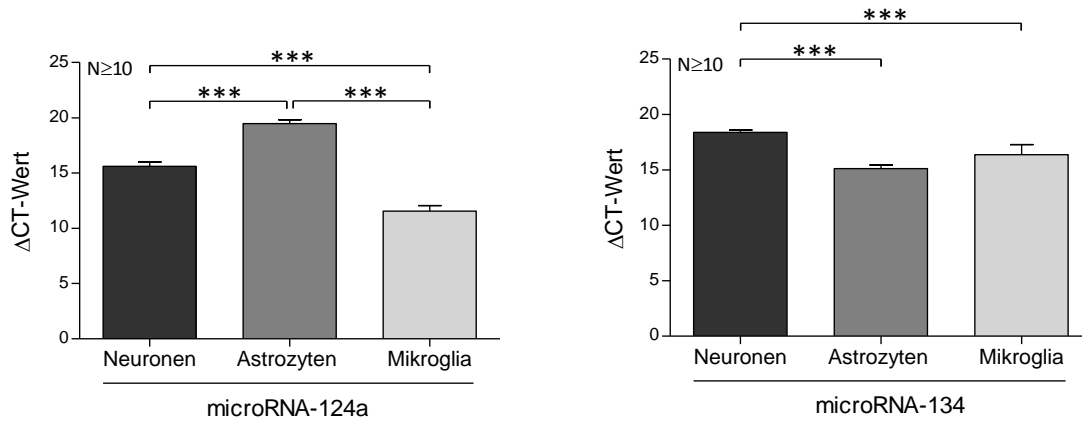 25
20
15
10
5
0
ΔCT-Wert
N≥10
***
***
***
Neuronen
Astrozyten
Mikroglia
microRNA-124a
25
20
15
10
5
0
ΔCT-Wert
N≥10
***
***
Neuronen
Astrozyten
Mikroglia
microRNA-134